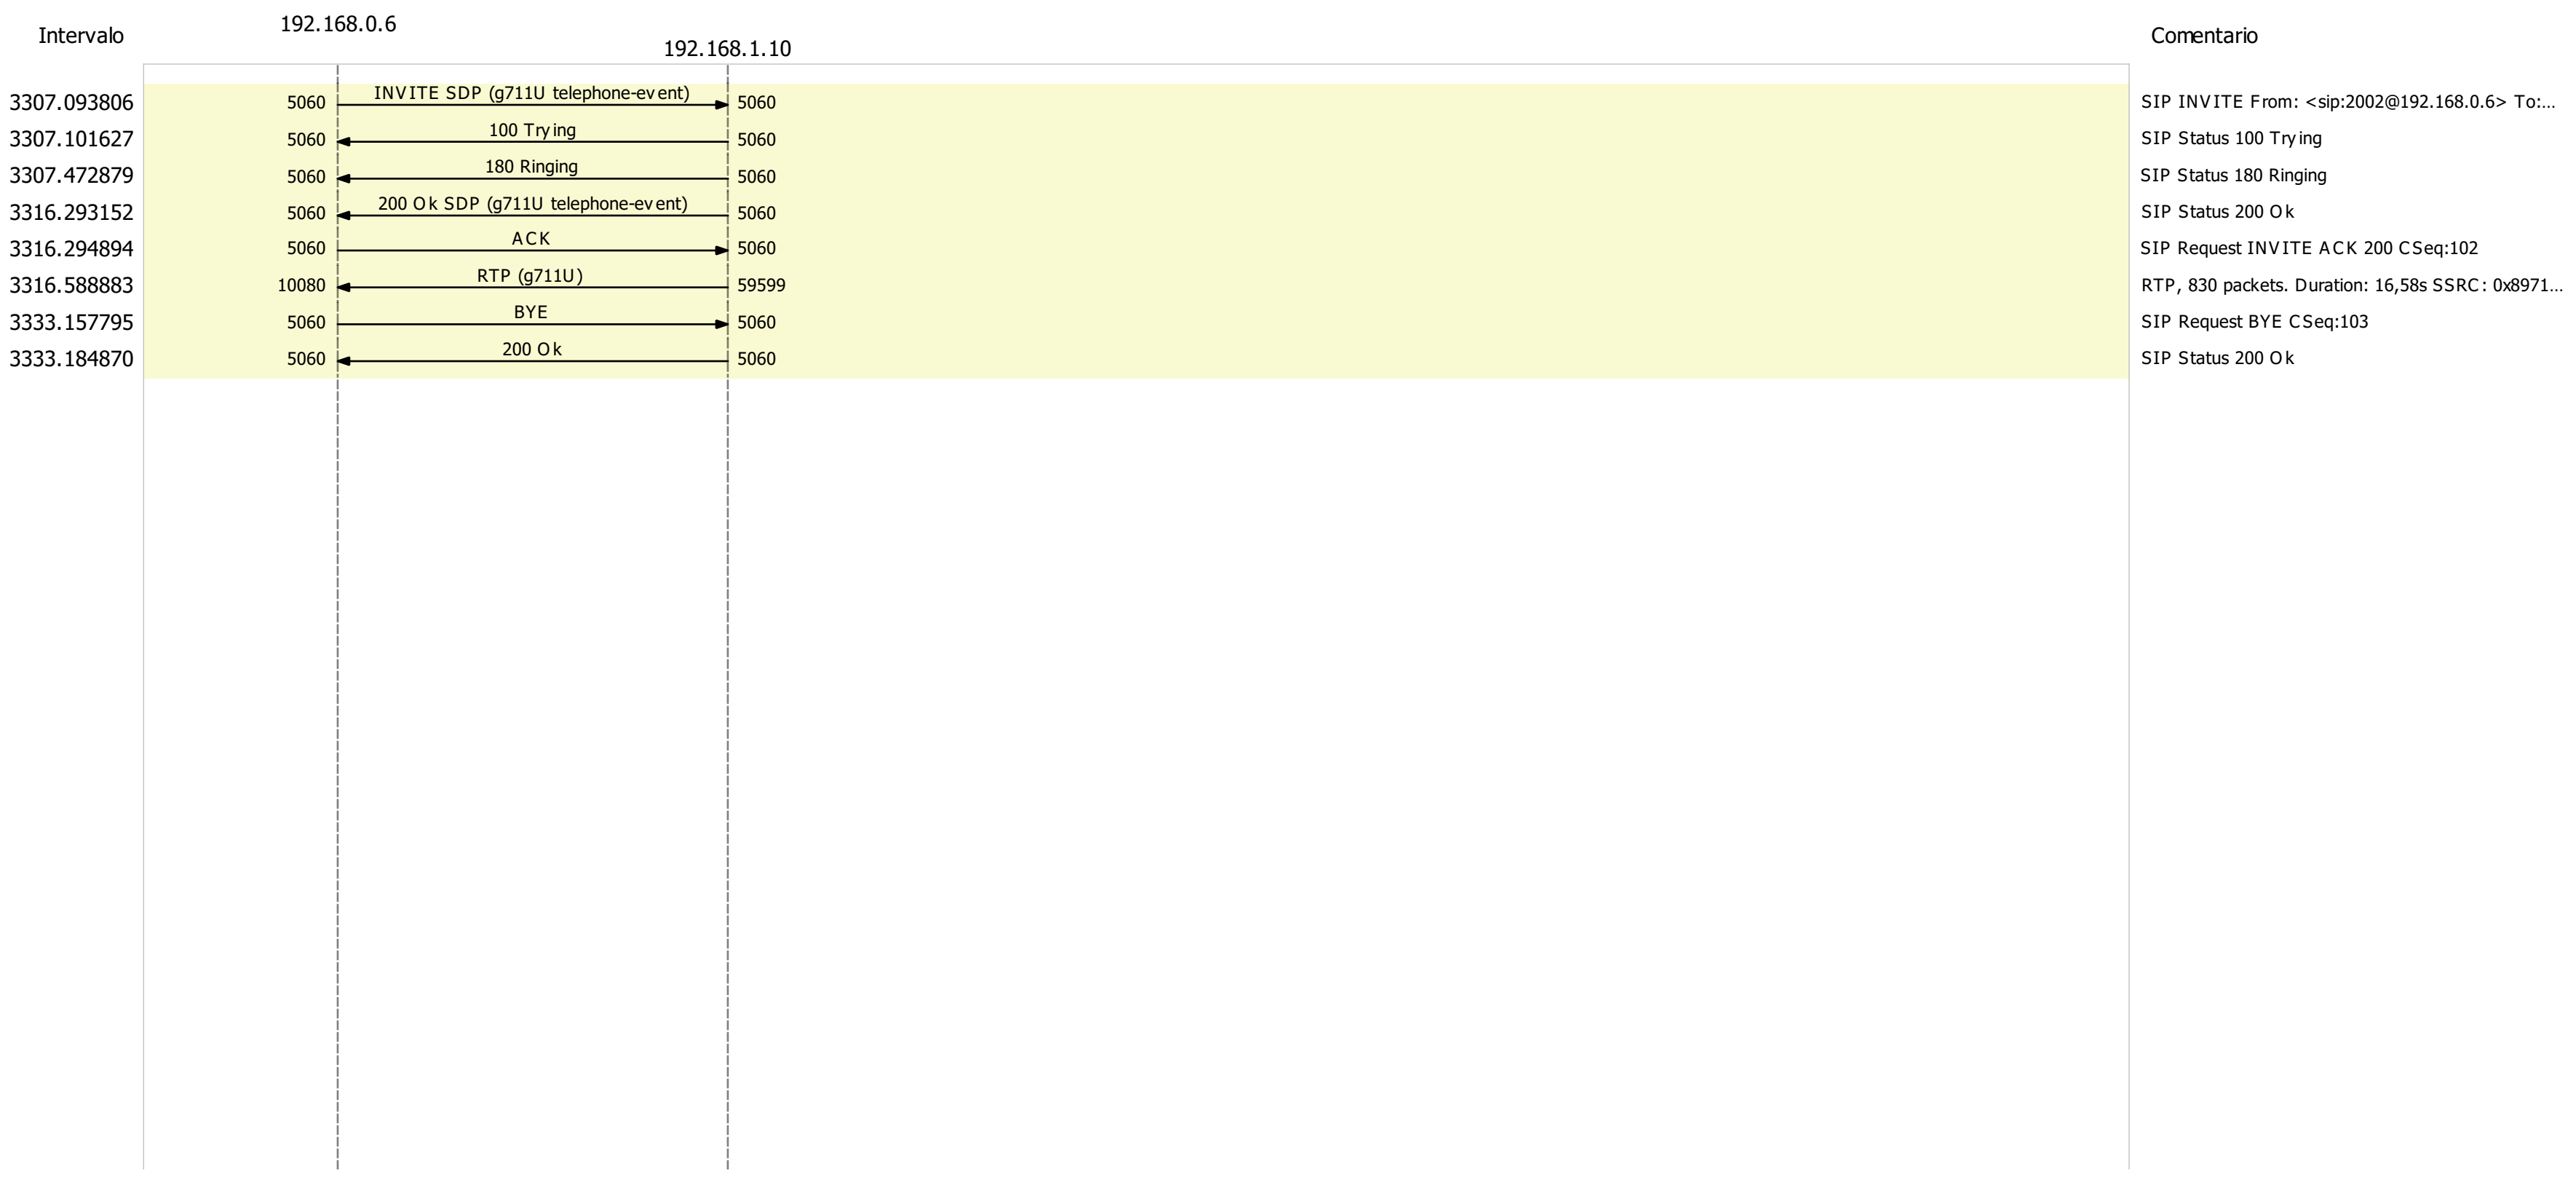 Intervalo 192.168.0.6 192.168.1.10 Comentario
3307.093806 5060 INVITE SDP (g711U telephone-event) 5060 SIP INVITE From: <sip:2002@192.168.0.6> To:...
3307.101627 5060 100 Trying 5060 SIP Status 100 Trying
3307.472879 5060 180 Ringing 5060 SIP Status 180 Ringing
3316.293152 5060 200 Ok SDP (g711U telephone-event) 5060 SIP Status 200 Ok
3316.294894 5060 ACK 5060 SIP Request INVITE ACK 200 CSeq:102
3316.588883 10080 RTP (g711U) 59599 RTP, 830 packets. Duration: 16,58s SSRC: 0x8971...
3333.157795 5060 BYE 5060 SIP Request BYE CSeq:103
3333.184870 5060 200 Ok 5060 SIP Status 200 Ok